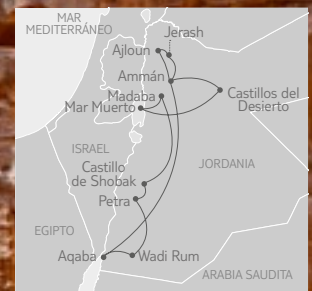 MAR
MEDITERRÁNEO
Jerash
Ajloun
Ammán
Madaba
Mar Muerto
Castillos del
Desierto
ISRAEL
JORDANIA
Castillo
de Shobak
Petra
EGIPTO
Aqaba
Wadi Rum
ARABIA SAUDITA